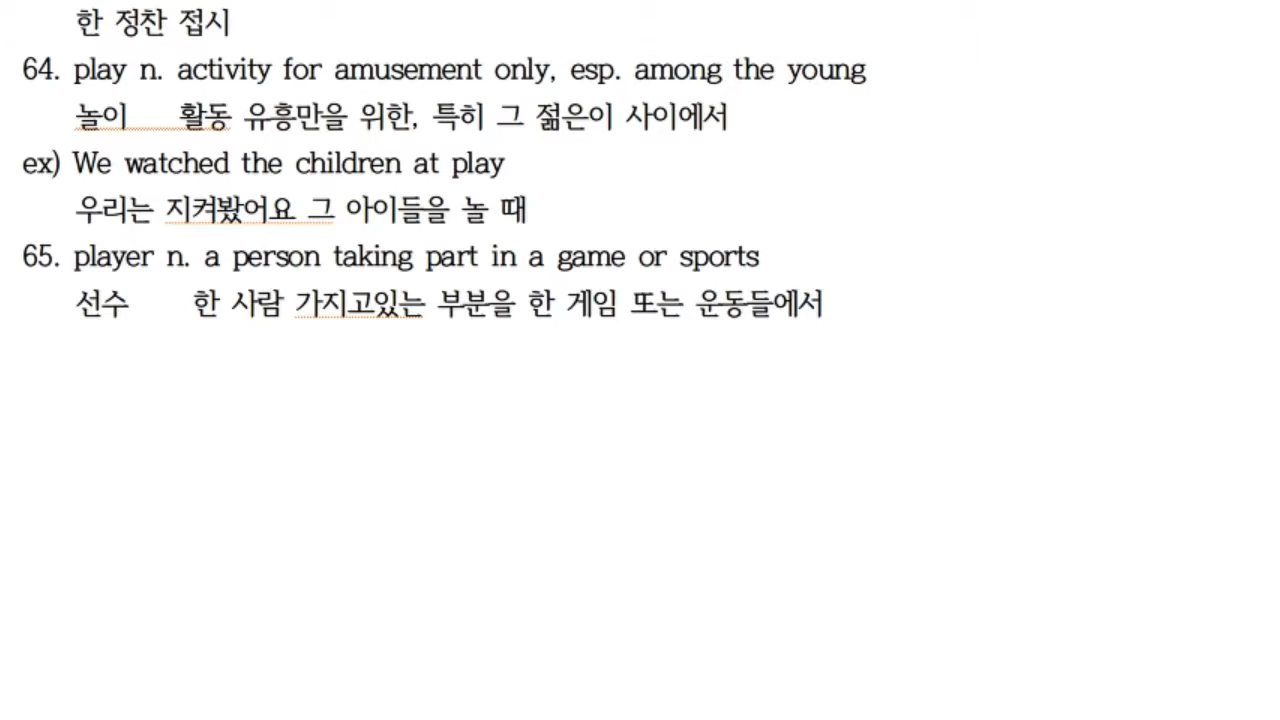 한 정찬 접시
64. play n. activity for amusement only, esp. among the young
놀이 활동 유흥만을 위한, 특히 그 젊은이 사이에서
ex) We watched the children at play
우리는 지켜봤어요 그 아이들을 놀 때
65. player n. a person taking part in a game or sports
선수 한 사람 가지고있는 부분을 한 게임 또는 운동들에서